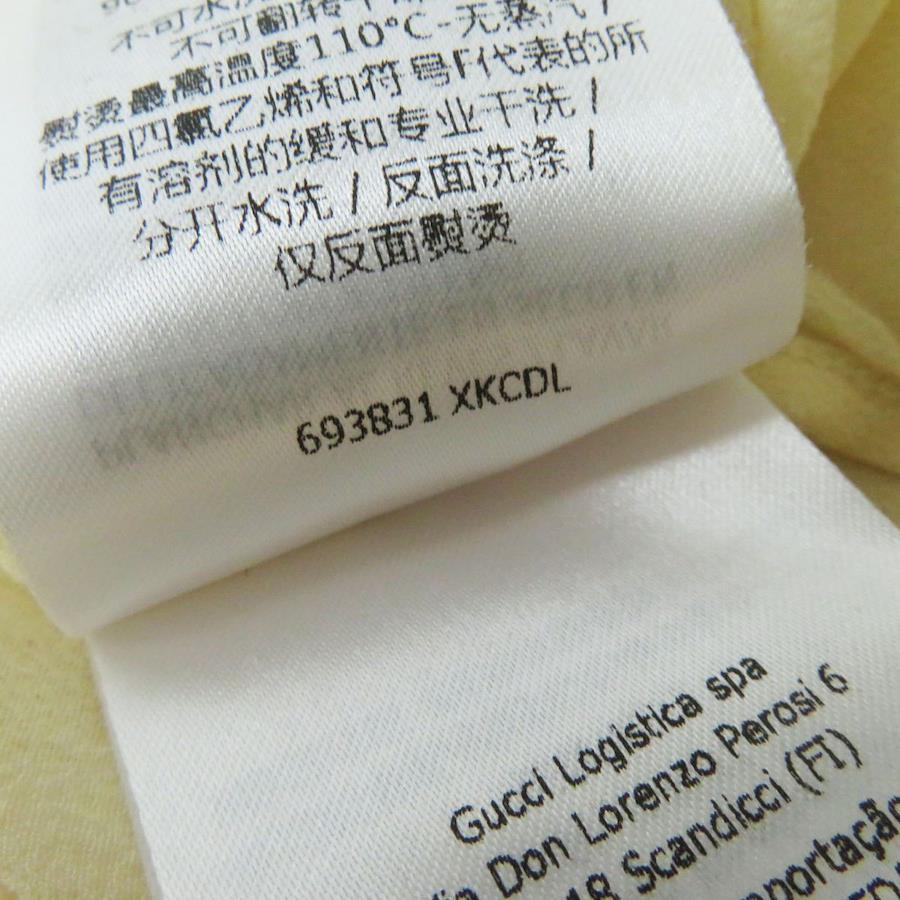 不可水洗
不可翻转干
熨烫最高温度110°C-无蒸汽 /
使用四氯乙烯和符号F代表的所
有溶剂的缓和专业干洗 /
分开水洗 / 反面洗涤 /
仅反面熨烫
693831 XKCDL
Gucci Logistica spa
Don Lorenzo Perosi 6
Scandicci (FI)